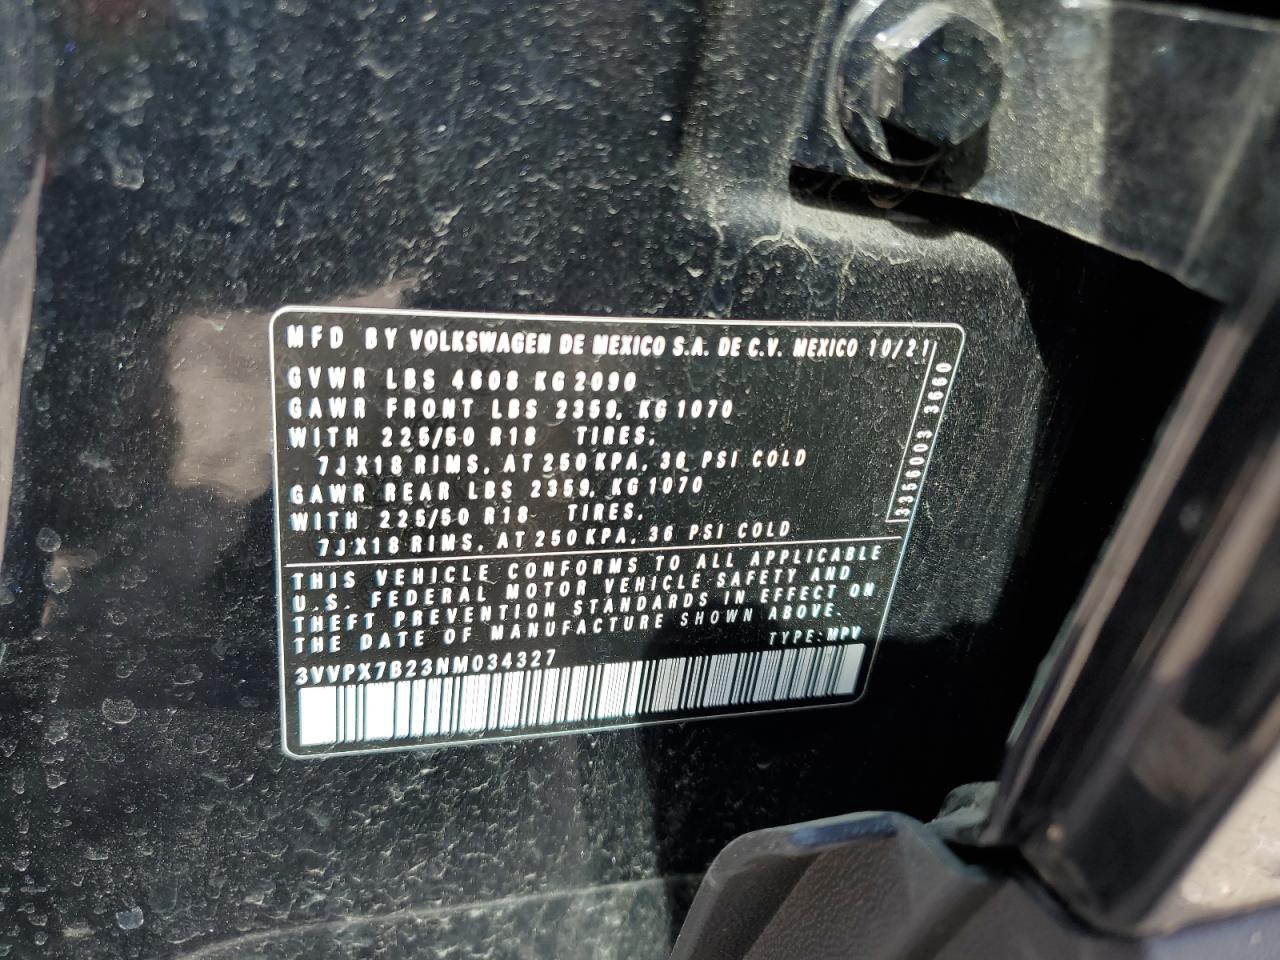 MFD BY VOLKSWAGEN DE MEXICO S.A. DE C.V. MEXICO 10/21
GVWR LBS 4608 KG 2090
GAWR FRONT LBS 2359, KG 1070
WITH 225/50 R18 TIRES,
7JX18 RIMS, AT 250 KPA, 36 PSI COLD
GAWR REAR LBS 2359, KG 1070
WITH 225/50 R18 TIRES,
7JX18 RIMS, AT 250 KPA, 36 PSI COLD
3356003 3660
THIS VEHICLE CONFORMS TO ALL APPLICABLE
U.S. FEDERAL MOTOR VEHICLE SAFETY AND
THEFT PREVENTION STANDARDS IN EFFECT ON
THE DATE OF MANUFACTURE SHOWN ABOVE.
TYPE: MPV
3VVPX7B23NM034327